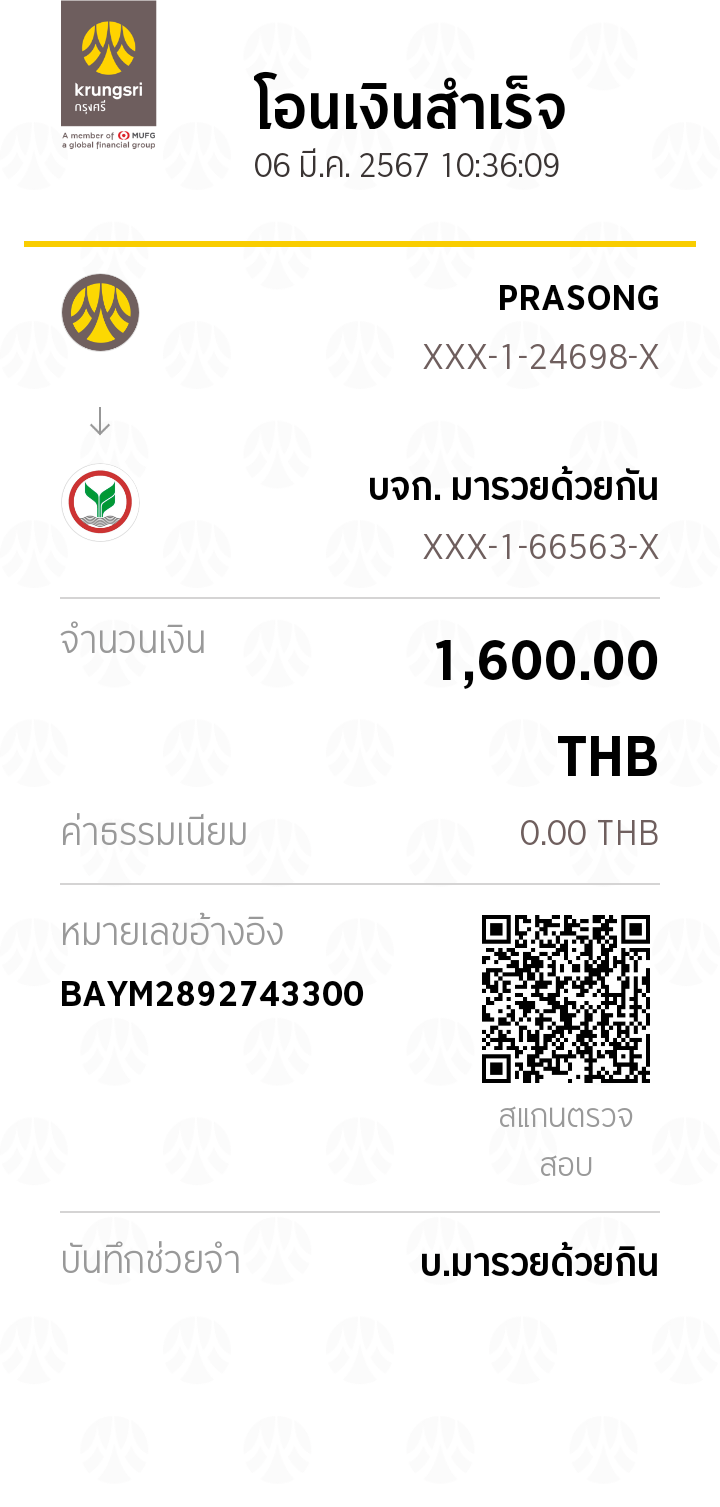 krungsri
กรุงศรี
A member of MUFG
a global financial group
โอนเงินสำเร็จ
06 มี.ค. 2567 10:36:09
PRASONG
XXX-1-24698-X
บจก. มารวยด้วยกัน
XXX-1-66563-X
จำนวนเงิน
1,600.00
THB
ค่าธรรมเนียม
0.00 THB
หมายเลขอ้างอิง
BAYM2892743300
สแกนตรวจ
สอบ
บันทึกช่วยจำ
บ.มารวยด้วยกิน